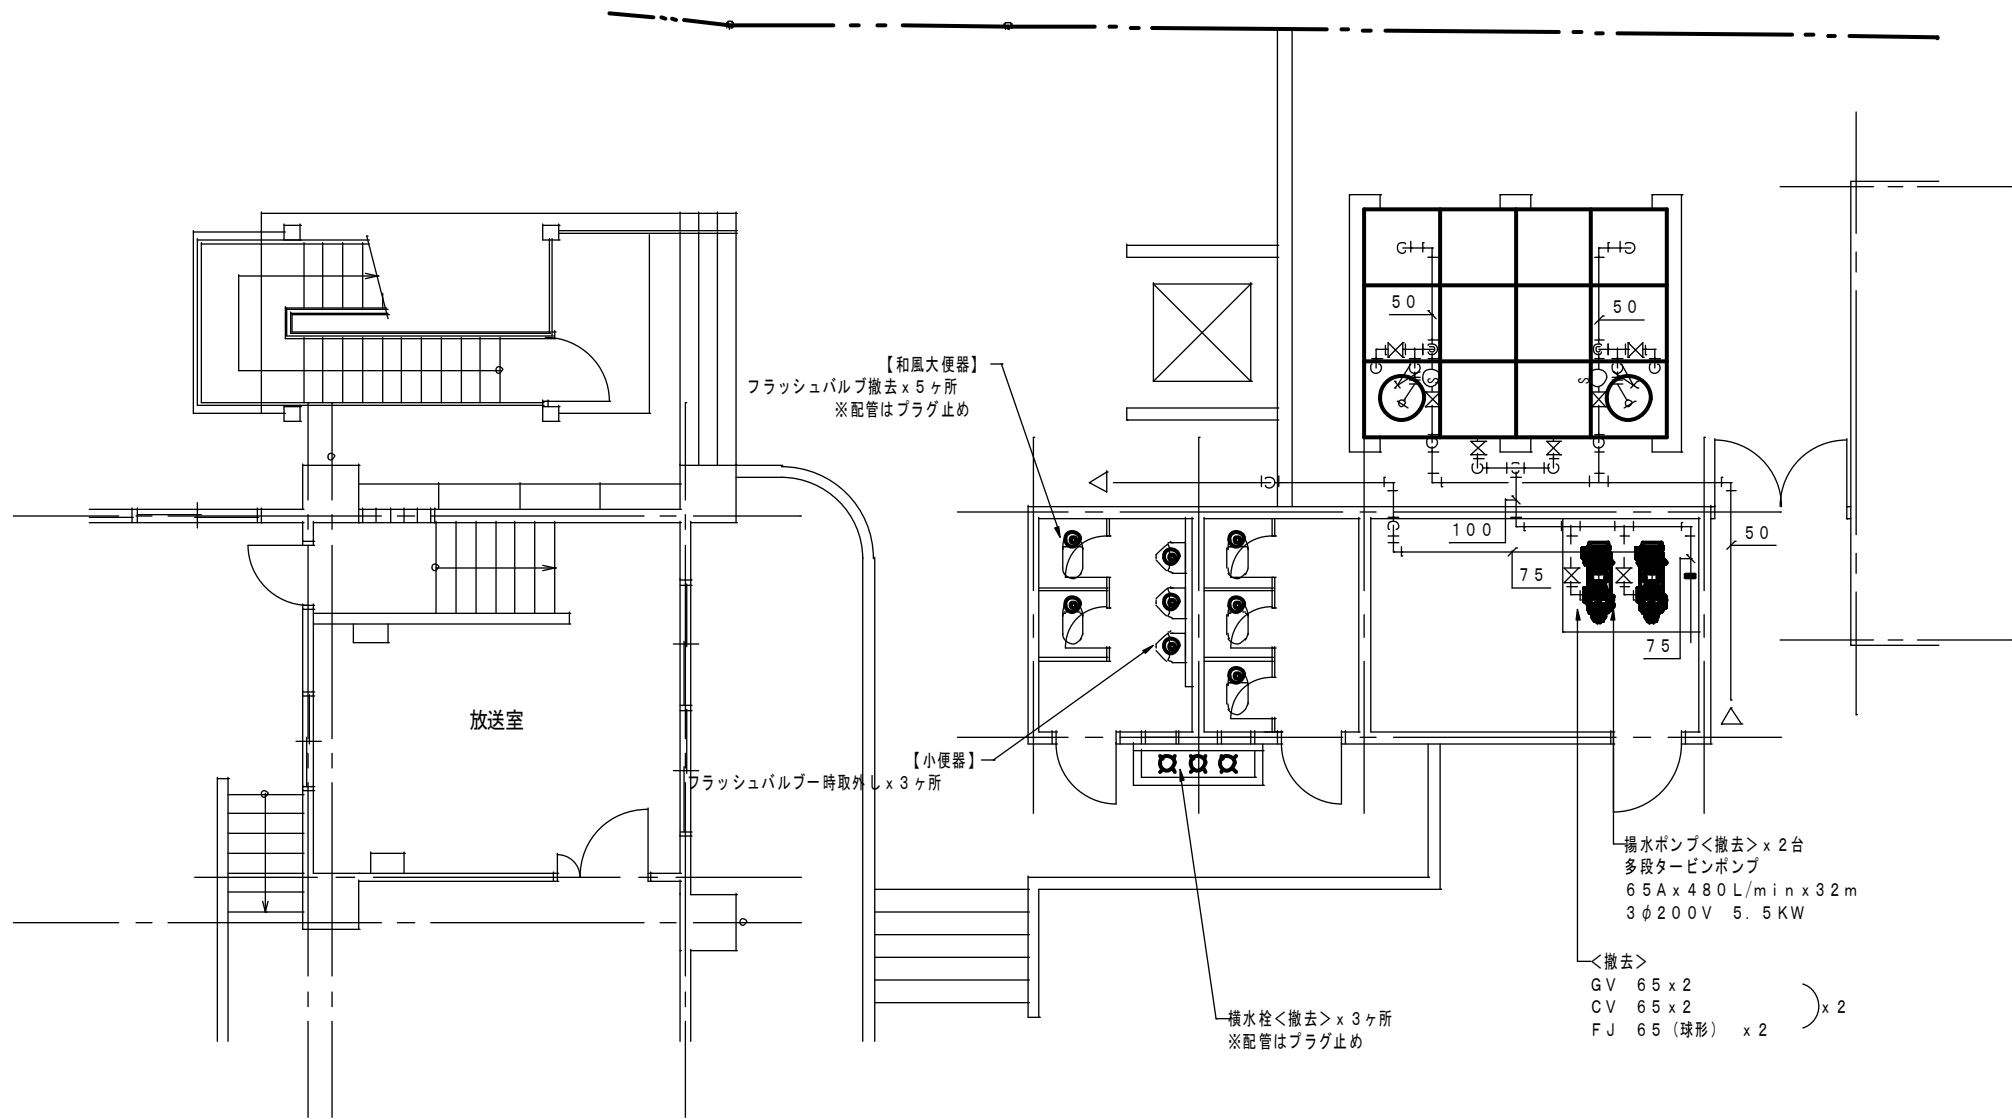 50
50
【和風大便器】
フラッシュバルブ撤去x5ヶ所
※配管はプラグ止め
S
S
100
50
75
75
放送室
【小便器】
フラッシュバルブ一時取外しx3ヶ所
揚水ポンプ<撤去>x2台
多段タービンポンプ
65Ax480L/minx32m
3φ200V 5.5KW
<撤去>
GV 65x2
CV 65x2
FJ 65(球形) x2
x2
横水栓<撤去>x3ヶ所
※配管はプラグ止め